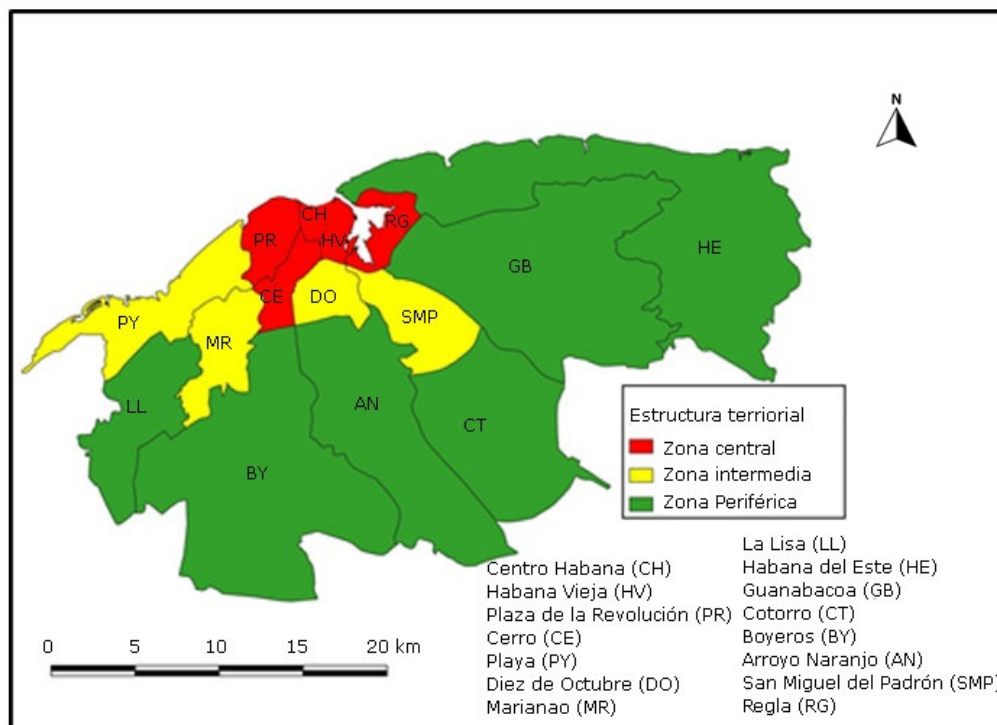 N
CH
RG
PR
HV
HE
GB
CE
DO
SMP
PY
MR
LL
AN
CT
BY
Estructura terriorial
Zona central
Zona intermedia
Zona Periférica
Centro Habana (CH)
Habana Vieja (HV)
Plaza de la Revolución (PR)
Cerro (CE)
Playa (PY)
Diez de Octubre (DO)
Marianao (MR)
La Lisa (LL)
Habana del Este (HE)
Guanabacoa (GB)
Cotorro (CT)
Boyeros (BY)
Arroyo Naranjo (AN)
San Miguel del Padrón (SMP)
Regla (RG)
0 5 10 15 20 km